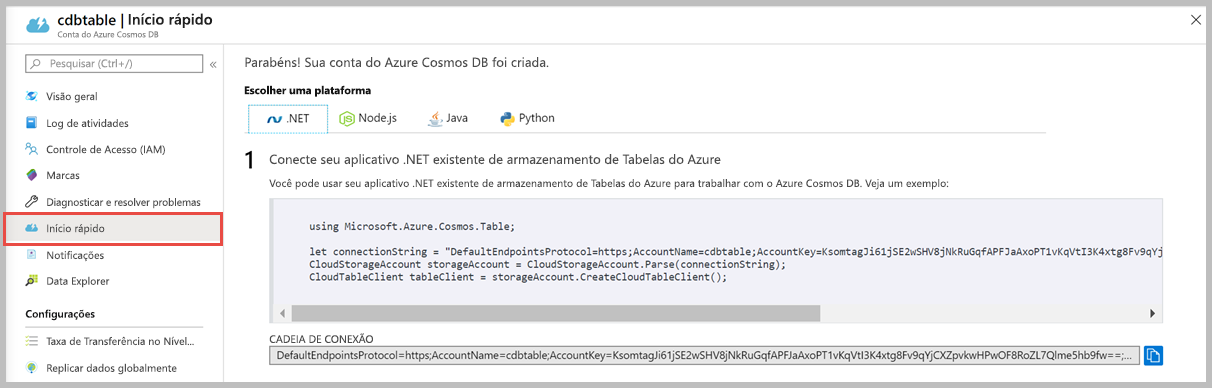 cdbtable | Início rápido
Conta do Azure Cosmos DB
Pesquisar (Ctrl+/)
Visão geral
Log de atividades
Controle de Acesso (IAM)
Marcas
Diagnosticar e resolver problemas
Início rápido
Notificações
Data Explorer
Configurações
Taxa de Transferência no Nível...
Replicar dados globalmente
Parabéns! Sua conta do Azure Cosmos DB foi criada.
Escolher uma plataforma
.NET
Node.js
Java
Python
1 Conecte seu aplicativo .NET existente de armazenamento de Tabelas do Azure
Você pode usar seu aplicativo .NET existente de armazenamento de Tabelas do Azure para trabalhar com o Azure Cosmos DB. Veja um exemplo:
using Microsoft.Azure.Cosmos.Table;
let connectionString = "DefaultEndpointsProtocol=https;AccountName=cdbtable;AccountKey=KsomtagJi61jSE2wSHV8jNkRuGqfAPFJaAxoPT1vKqVtI3K4xtg8Fv9qYj
CloudStorageAccount storageAccount = CloudStorageAccount.Parse(connectionString);
CloudTableClient tableClient = storageAccount.CreateCloudTableClient();
CADEIA DE CONEXÃO
DefaultEndpointsProtocol=https;AccountName=cdbtable;AccountKey=KsomtagJi61jSE2wSHV8jNkRuGqfAPFJaAxoPT1vKqVtI3K4xtg8Fv9qYjCXZpvkwHPwOF8RoZL7Qlme5hb9fw==;...